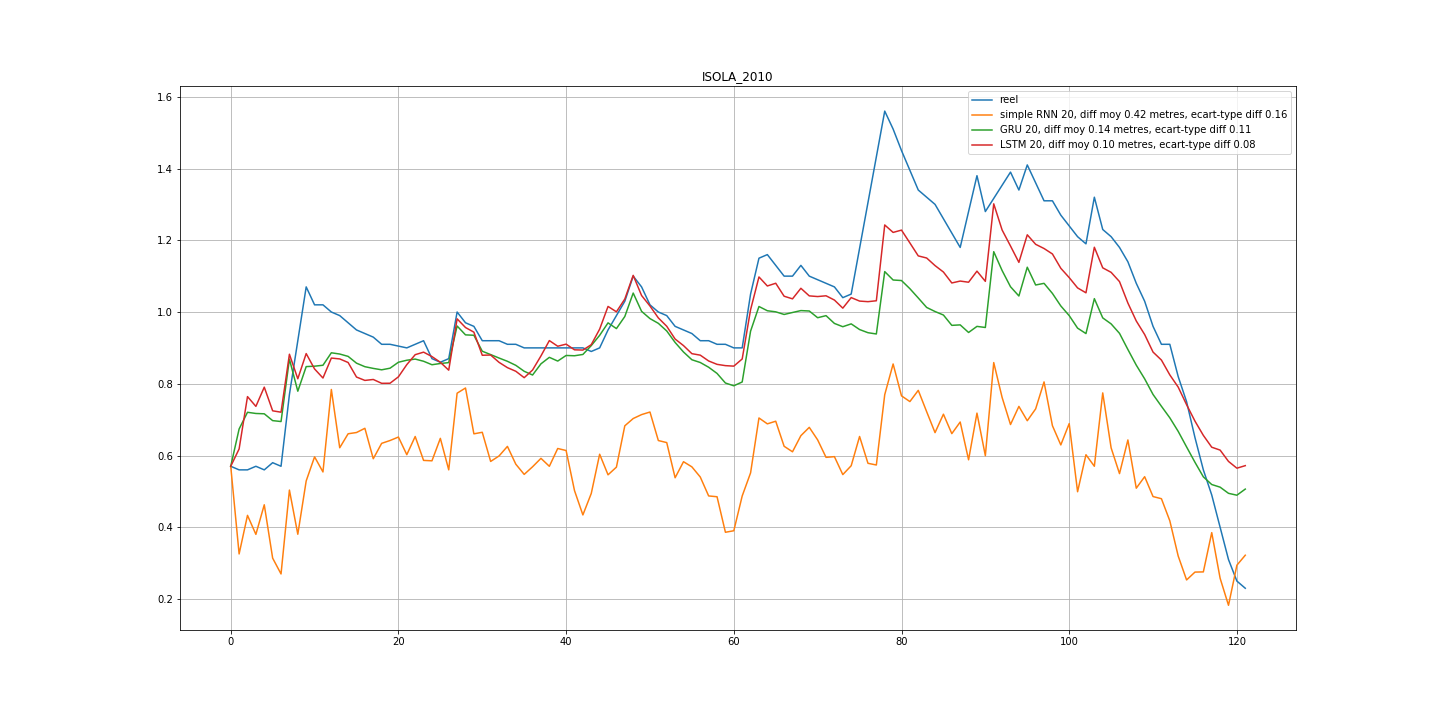 ISOLA_2010
reel
simple RNN 20, diff moy 0.42 metres, ecart-type diff 0.16
GRU 20, diff moy 0.14 metres, ecart-type diff 0.11
LSTM 20, diff moy 0.10 metres, ecart-type diff 0.08
1.6
1.4
1.2
1.0
0.8
0.6
0.4
0.2
0 20 40 60 80 100 120